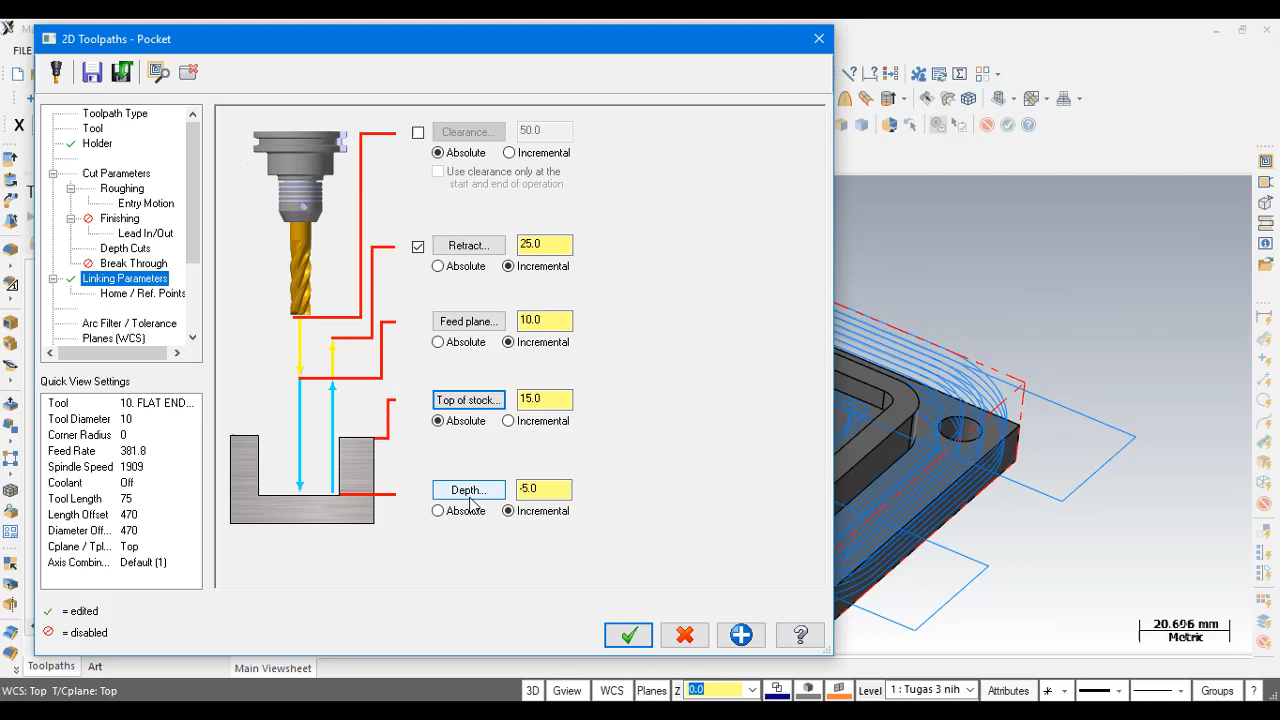 2D Toolpaths - Pocket
FILE
X
Toolpath Type
Tool
Holder
Cut Parameters
Roughing
Entry Motion
Finishing
Lead In/Out
Depth Cuts
Break Through
Linking Parameters
Home / Ref. Points
Arc Filter / Tolerance
Planes (WCS)
Quick View Settings
Tool 10. FLAT END...
Tool Diameter 10
Corner Radius 0
Feed Rate 381.8
Spindle Speed 1909
Coolant Off
Tool Length 75
Length Offset 470
Diameter Off... 470
Cplane / Tpl... Top
Axis Combin... Default (1)
= edited
= disabled
Clearance... 50.0
Absolute Incremental
Use clearance only at the
start and end of operation
Retract... 25.0
Absolute Incremental
Feed plane... 10.0
Absolute Incremental
Top of stock... 15.0
Absolute Incremental
Depth... -5.0
Absolute Incremental
20.696 mm
Metric
Toolpaths Art
Main Viewsheet
WCS: Top T/Cplane: Top
3D Gview WCS Planes Z 0.0 Level 1 : Tugas 3 nih Attributes Groups ?